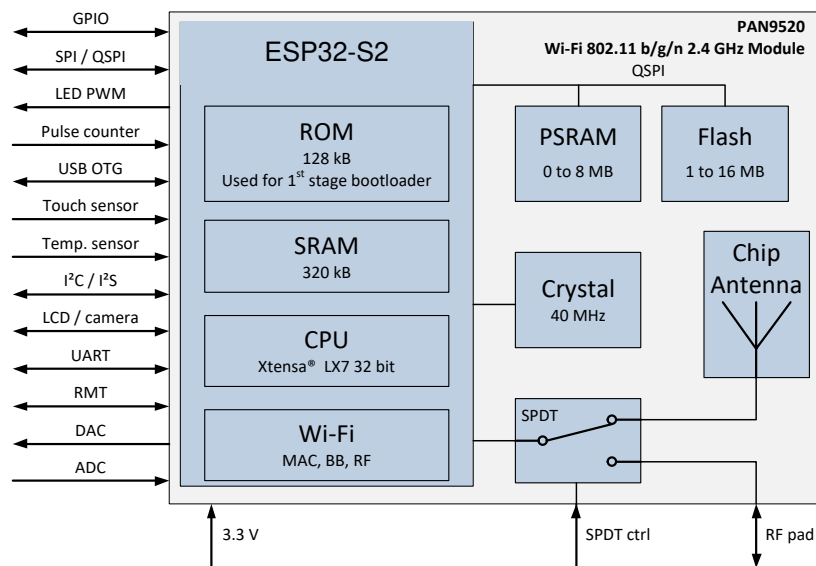 GPIO
SPI / QSPI
LED PWM
Pulse counter
USB OTG
Touch sensor
Temp. sensor
I²C / I²S
LCD / camera
UART
RMT
DAC
ADC
ESP32-S2
ROM
128 kB
Used for 1st stage bootloader
SRAM
320 kB
CPU
Xtensa® LX7 32 bit
Wi-Fi
MAC, BB, RF
PAN9520
Wi-Fi 802.11 b/g/n 2.4 GHz Module
QSPI
PSRAM
0 to 8 MB
Flash
1 to 16 MB
Crystal
40 MHz
Chip
Antenna
SPDT
3.3 V
SPDT ctrl
RF pad